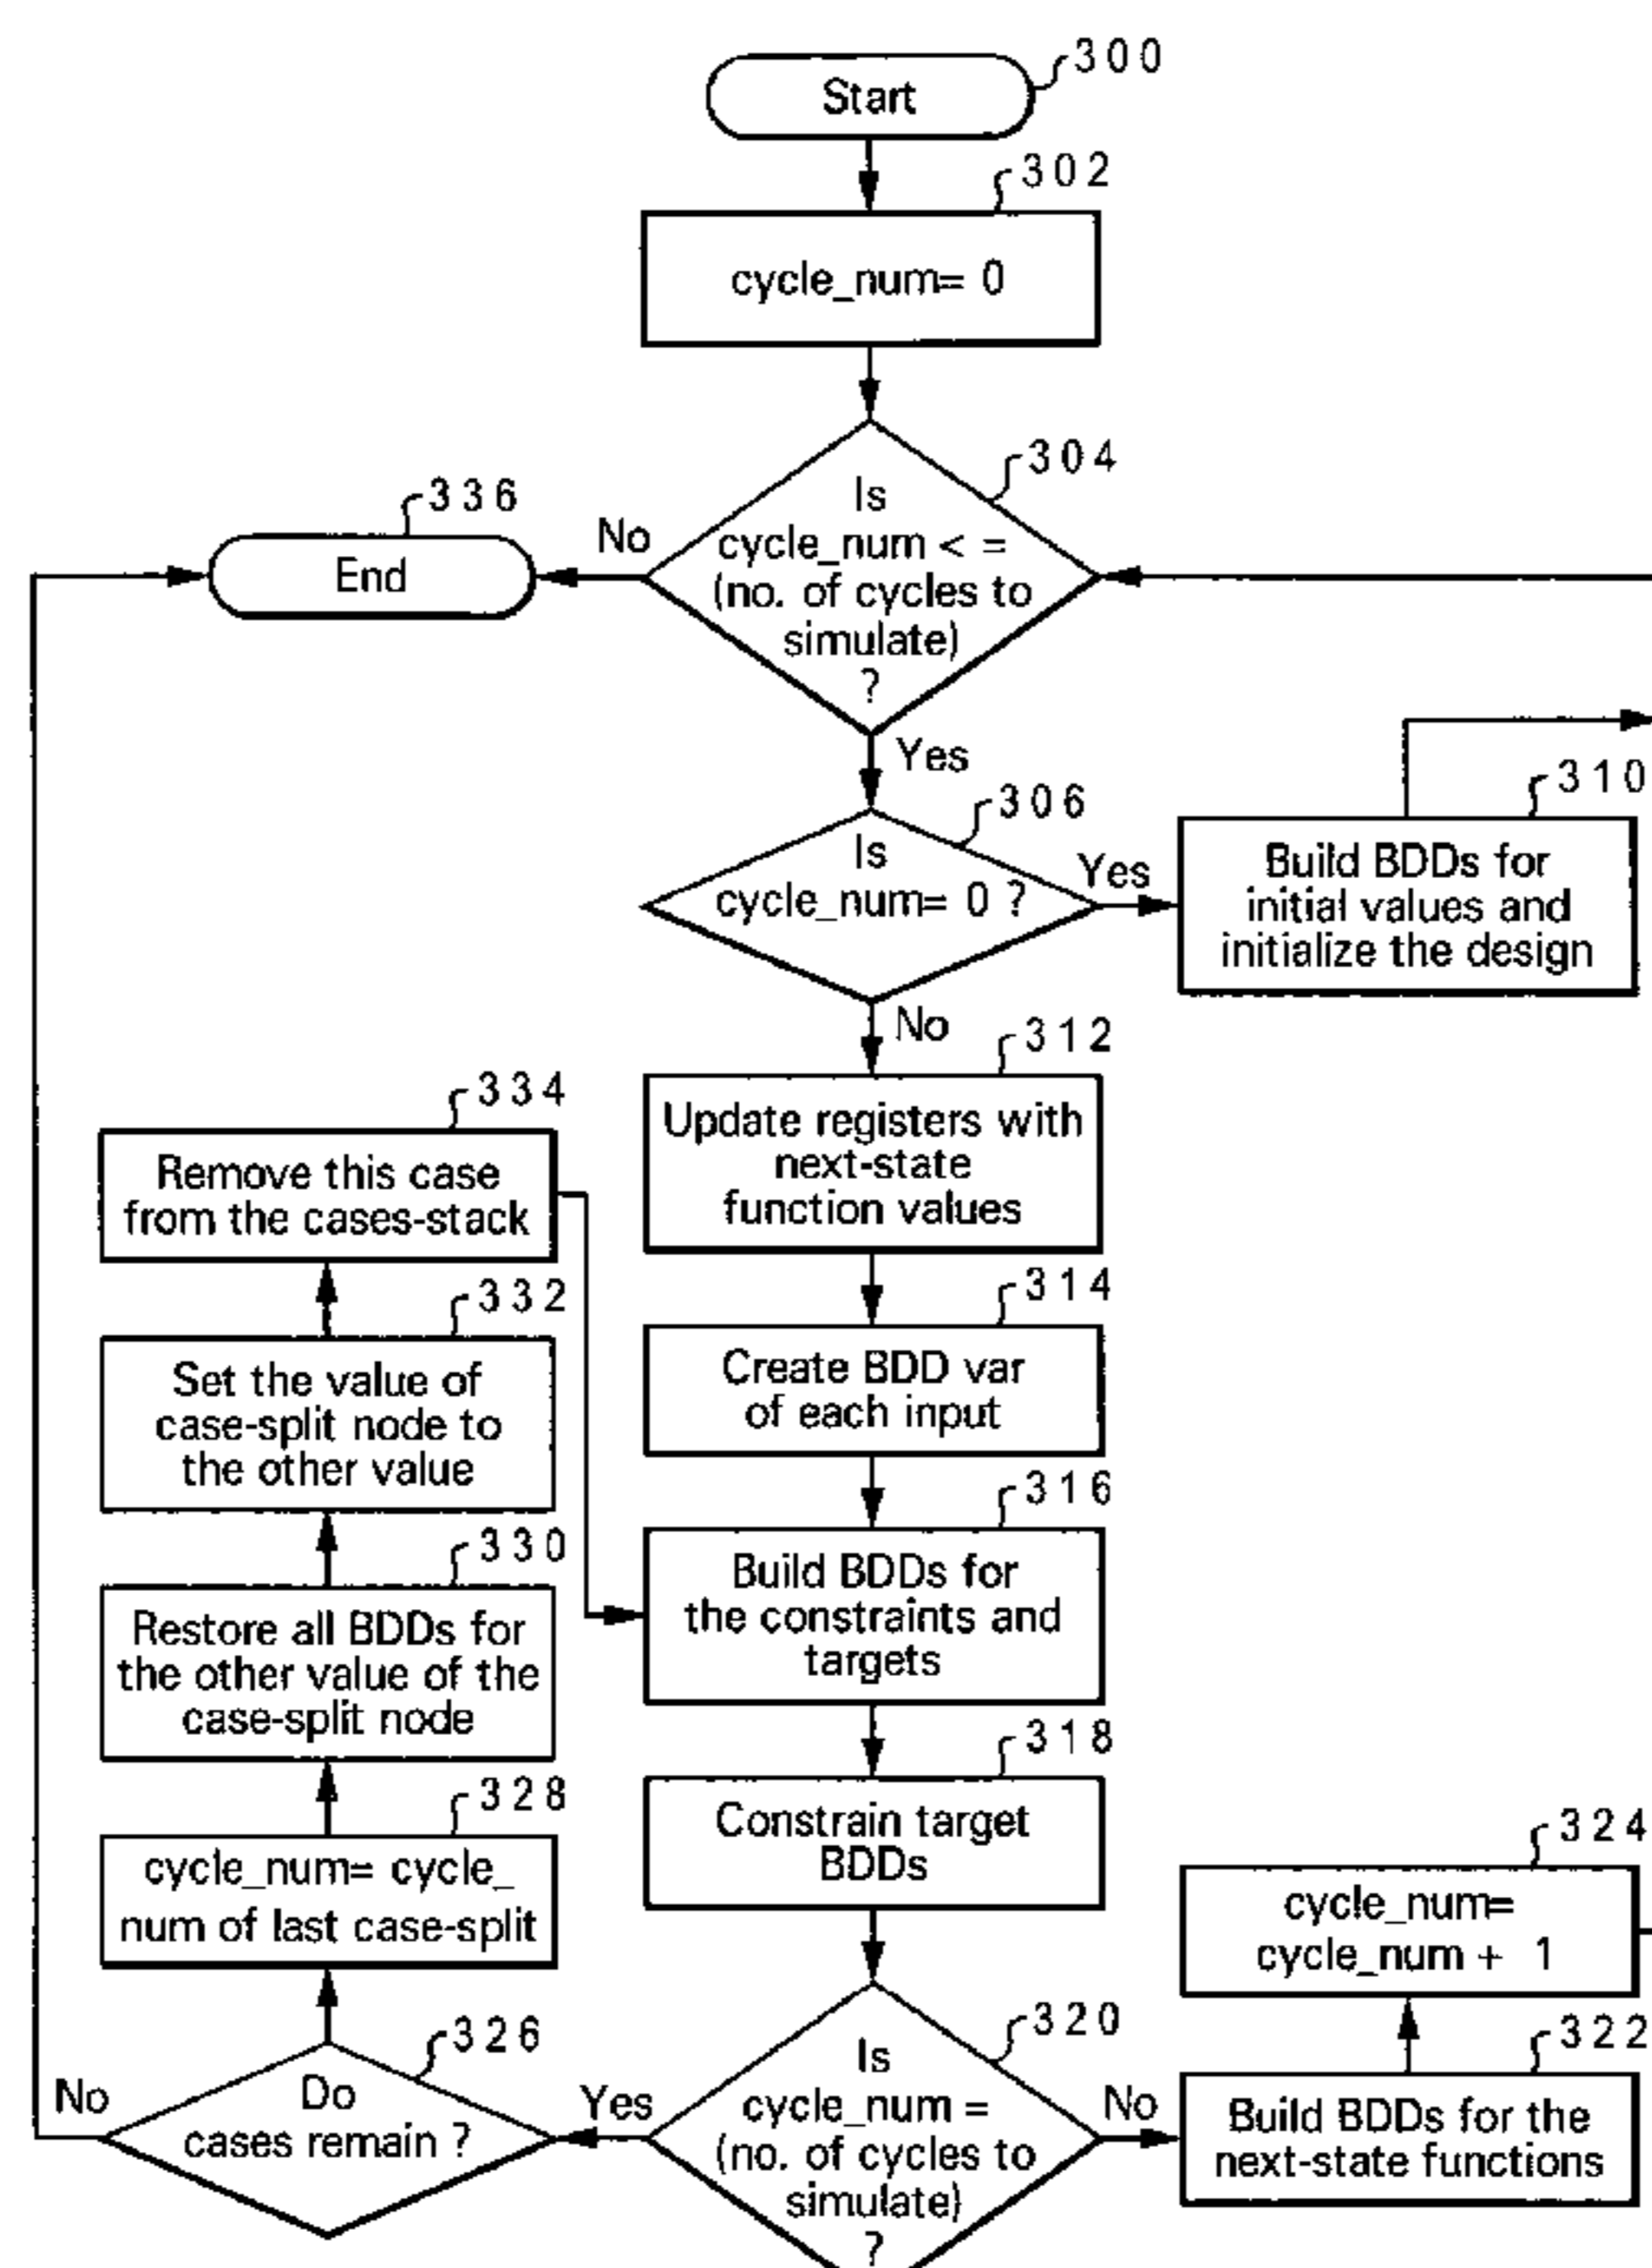 300
Start
302
cycle_num= 0
304
Is
cycle_num < =
(no. of cycles to
simulate)
?
No
336
End
Yes
306
Is
cycle_num= 0 ?
Yes
310
Build BDDs for
initial values and
initialize the design
No
312
Update registers with
next-state
function values
334
Remove this case
from the cases-stack
314
Create BDD var
of each input
332
Set the value of
case-split node to
the other value
316
Build BDDs for
the constraints and
targets
330
Restore all BDDs for
the other value of the
case-split node
318
Constrain target
BDDs
328
cycle_num= cycle_
num of last case-split
324
cycle_num=
cycle_num + 1
326
Do
cases remain ?
No
Yes
320
Is
cycle_num =
(no. of cycles to
simulate)
?
No
322
Build BDDs for the
next-state functions